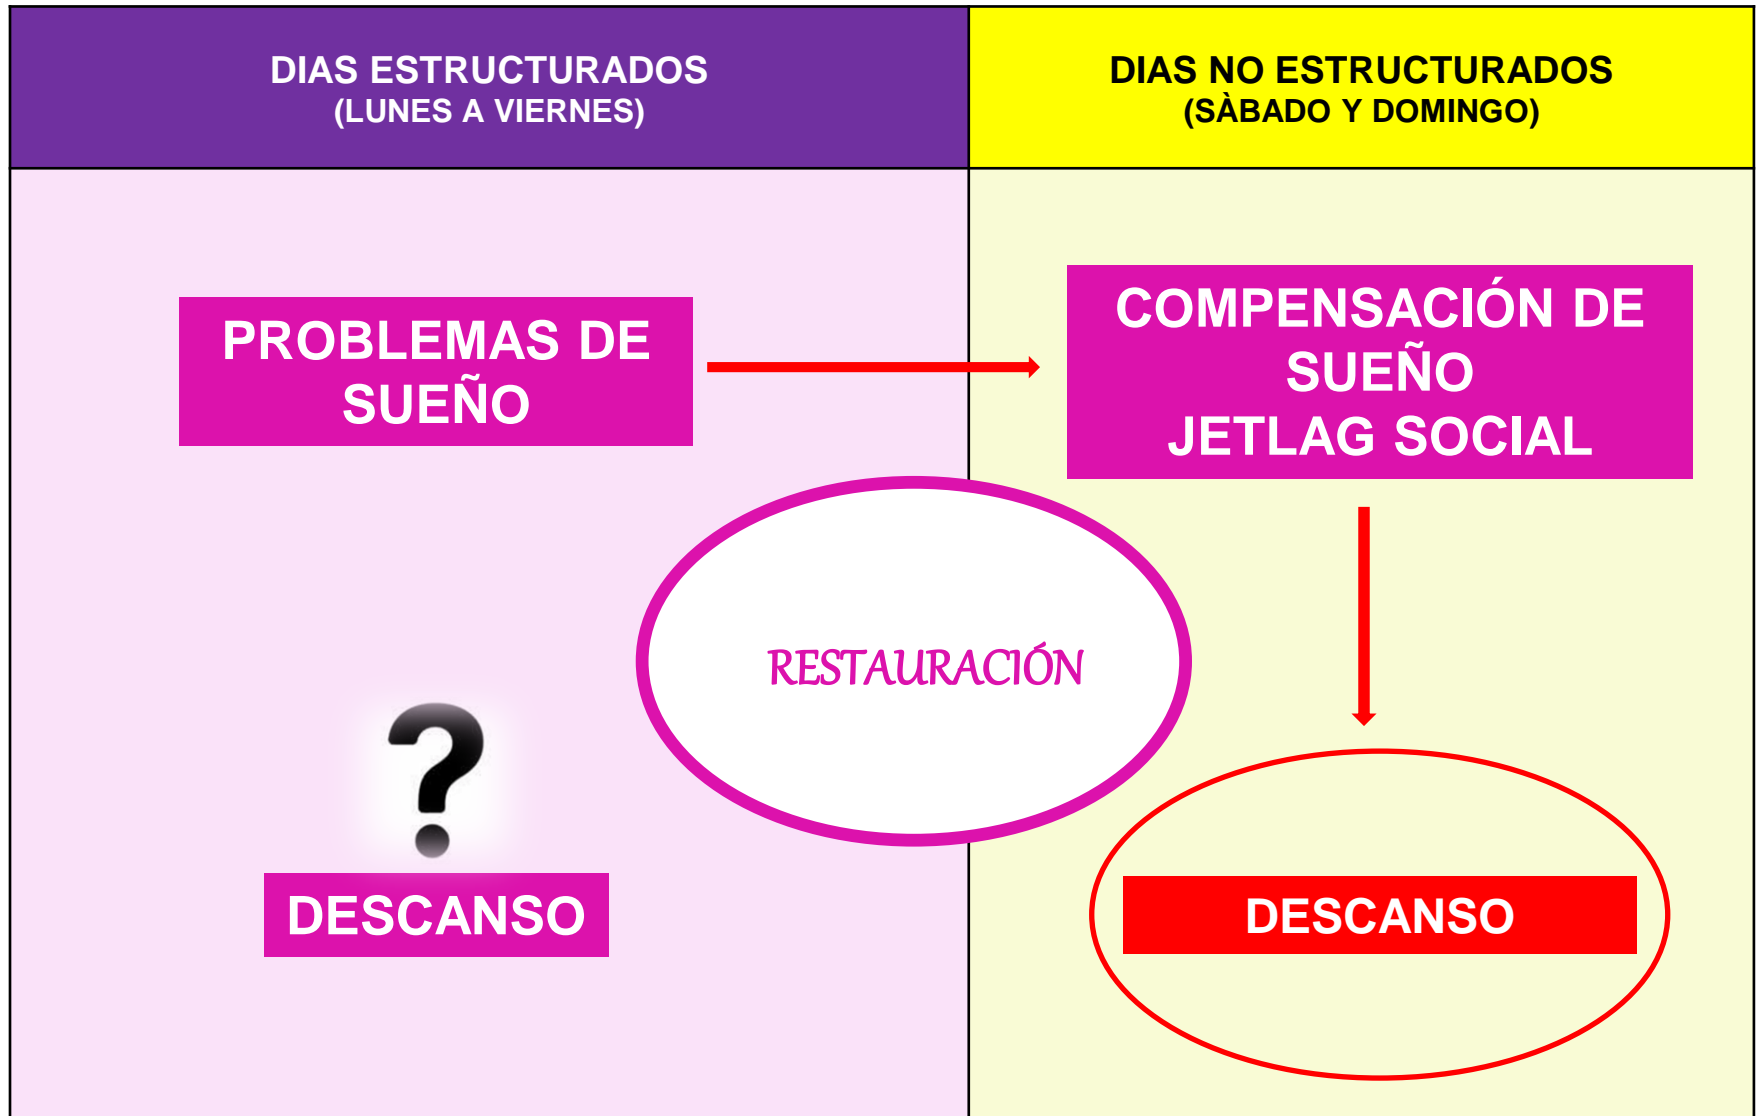 DIAS ESTRUCTURADOS
(LUNES A VIERNES)
DIAS NO ESTRUCTURADOS
(SÀBADO Y DOMINGO)
PROBLEMAS DE
SUEÑO
COMPENSACIÓN DE
SUEÑO
JETLAG SOCIAL
RESTAURACIÓN
?
DESCANSO
DESCANSO